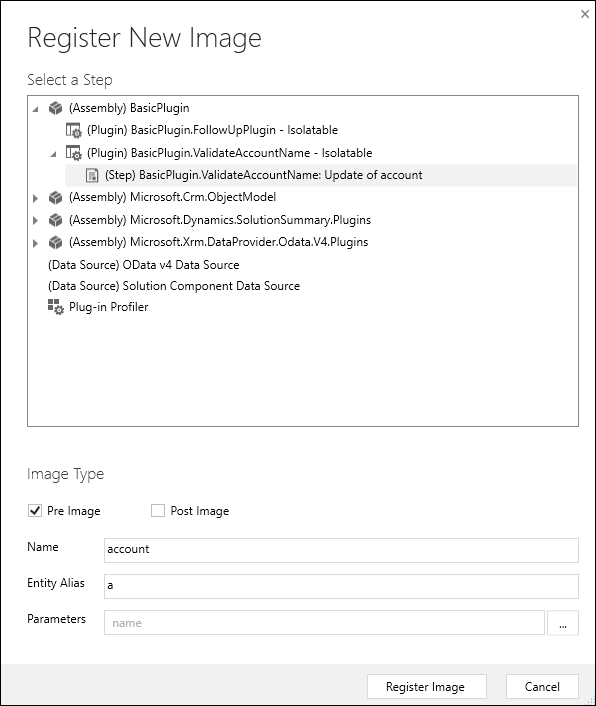 Register New Image
Select a Step
(Assembly) BasicPlugin
(Plugin) BasicPlugin.FollowUpPlugin - Isolatable
(Plugin) BasicPlugin.ValidateAccountName - Isolatable
(Step) BasicPlugin.ValidateAccountName: Update of account
(Assembly) Microsoft.Crm.ObjectModel
(Assembly) Microsoft.Dynamics.SolutionSummary.Plugins
(Assembly) Microsoft.Xrm.DataProvider.Odata.V4.Plugins
(Data Source) OData v4 Data Source
(Data Source) Solution Component Data Source
Plug-in Profiler
Image Type
Pre Image Post Image
Name account
Entity Alias a
Parameters name ...
Register Image Cancel